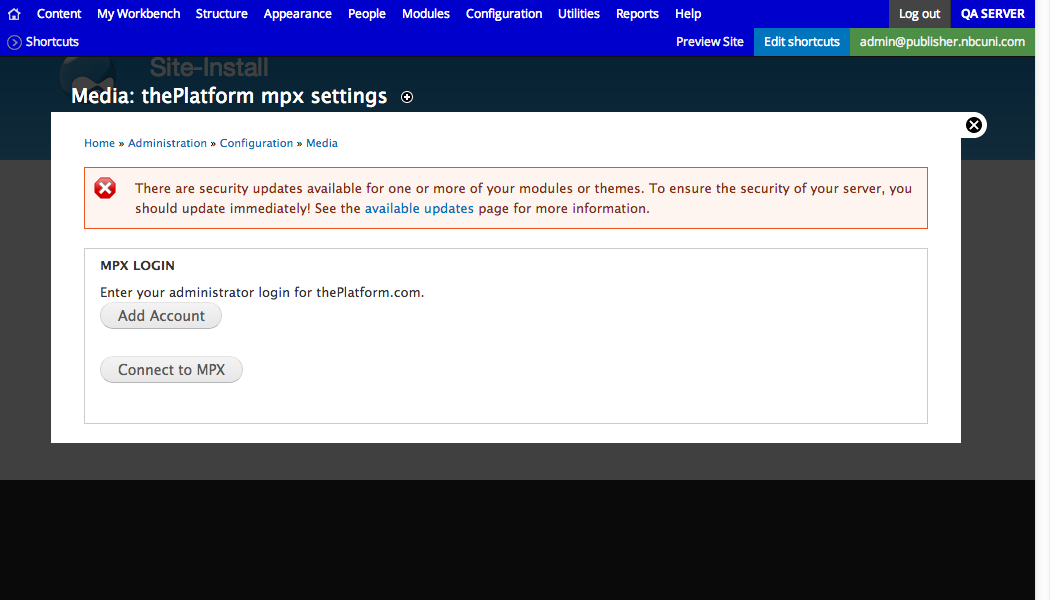 Content My Workbench Structure Appearance People Modules Configuration Utilities Reports Help Log out QA SERVER
Shortcuts Preview Site Edit shortcuts admin@publisher.nbcuni.com
Site-Install
Media: thePlatform mpx settings
Home » Administration » Configuration » Media
There are security updates available for one or more of your modules or themes. To ensure the security of your server, you
should update immediately! See the available updates page for more information.
MPX LOGIN
Enter your administrator login for thePlatform.com.
Add Account
Connect to MPX